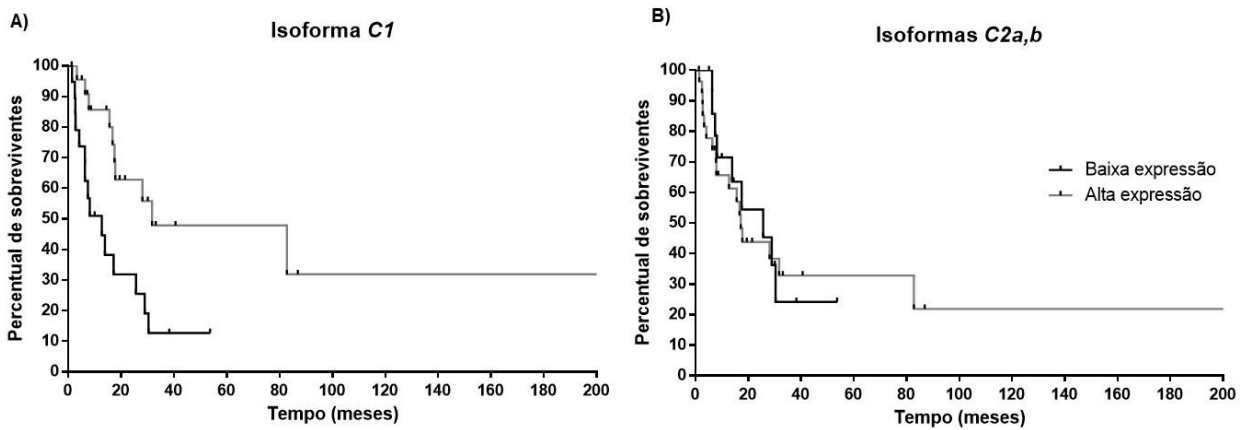 A)
Isoforma C1
Percentual de sobreviventes
100
90
80
70
60
50
40
30
20
10
0
0 20 40 60 80 100 120 140 160 180 200
Tempo (meses)
B)
Isoformas C2a,b
Percentual de sobreviventes
100
90
80
70
60
50
40
30
20
10
0
0 20 40 60 80 100 120 140 160 180 200
Tempo (meses)
Baixa expressão
Alta expressão